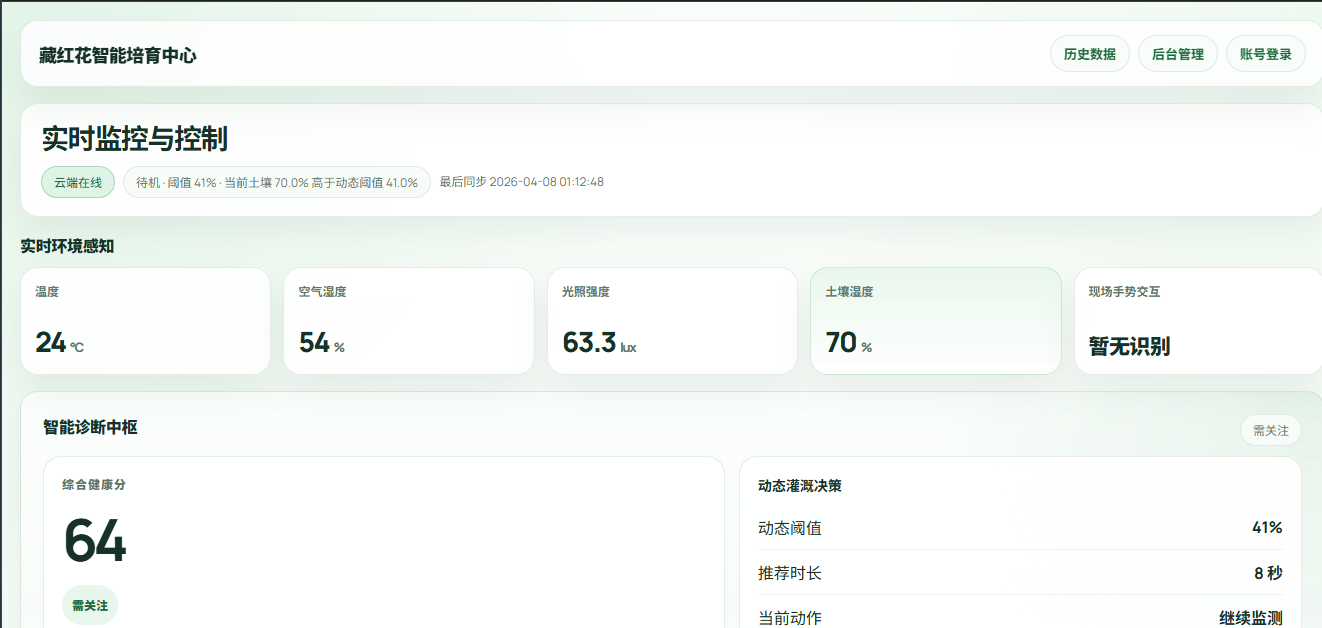 藏红花智能培育中心
历史数据 后台管理 账号登录
实时监控与控制
云端在线 待机 · 阈值 41% · 当前土壤 70.0% 高于动态阈值 41.0% 最后同步 2026-04-08 01:12:48
实时环境感知
温度 空气湿度 光照强度 土壤湿度 现场手势交互
24 ℃ 54 % 63.3 lux 70 % 暂无识别
智能诊断中枢
需关注
综合健康分
64
需关注
动态灌溉决策
动态阈值 41%
推荐时长 8 秒
当前动作 继续监测